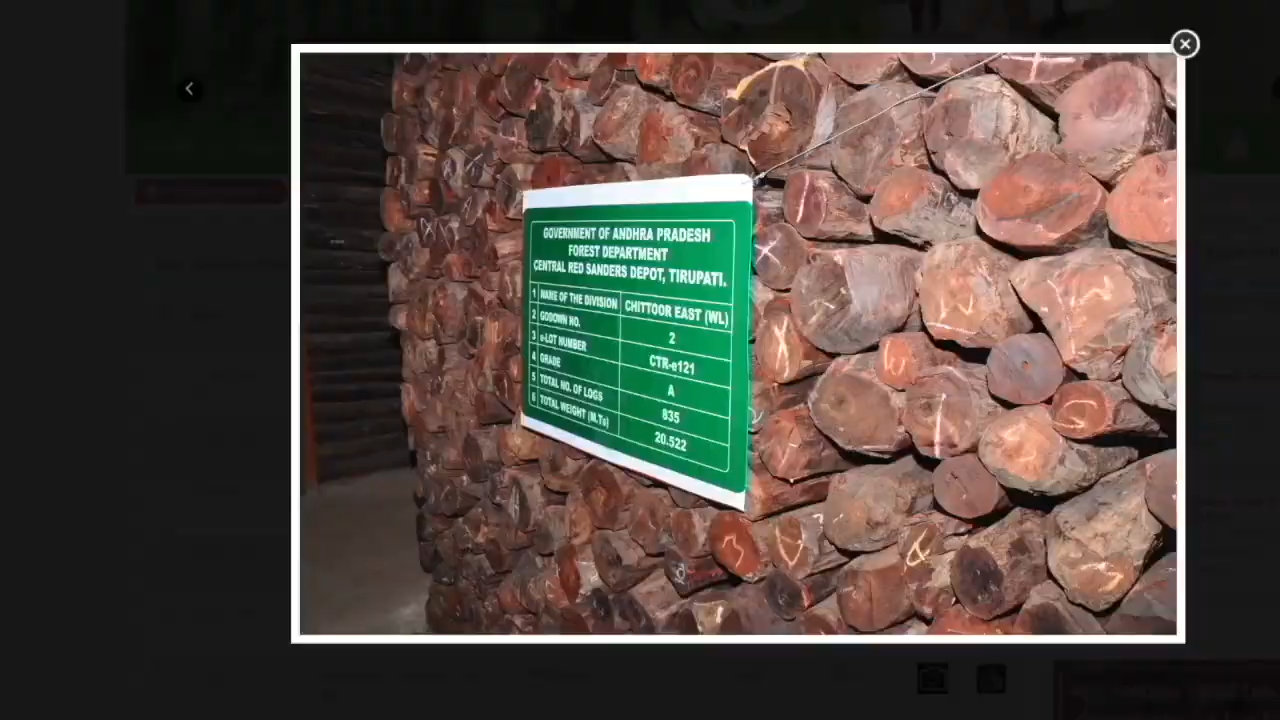 GOVERNMENT OF ANDHRA PRADESH
FOREST DEPARTMENT
CENTRAL RED SANDERS DEPOT, TIRUPATI.
1 NAME OF THE DIVISION CHITTOOR EAST (WL)
2 GODOWN NO. 2
3 e-LOT NUMBER CTR-e121
4 GRADE A
5 TOTAL NO. OF LOGS 835
6 TOTAL WEIGHT (M.Ts) 20.522